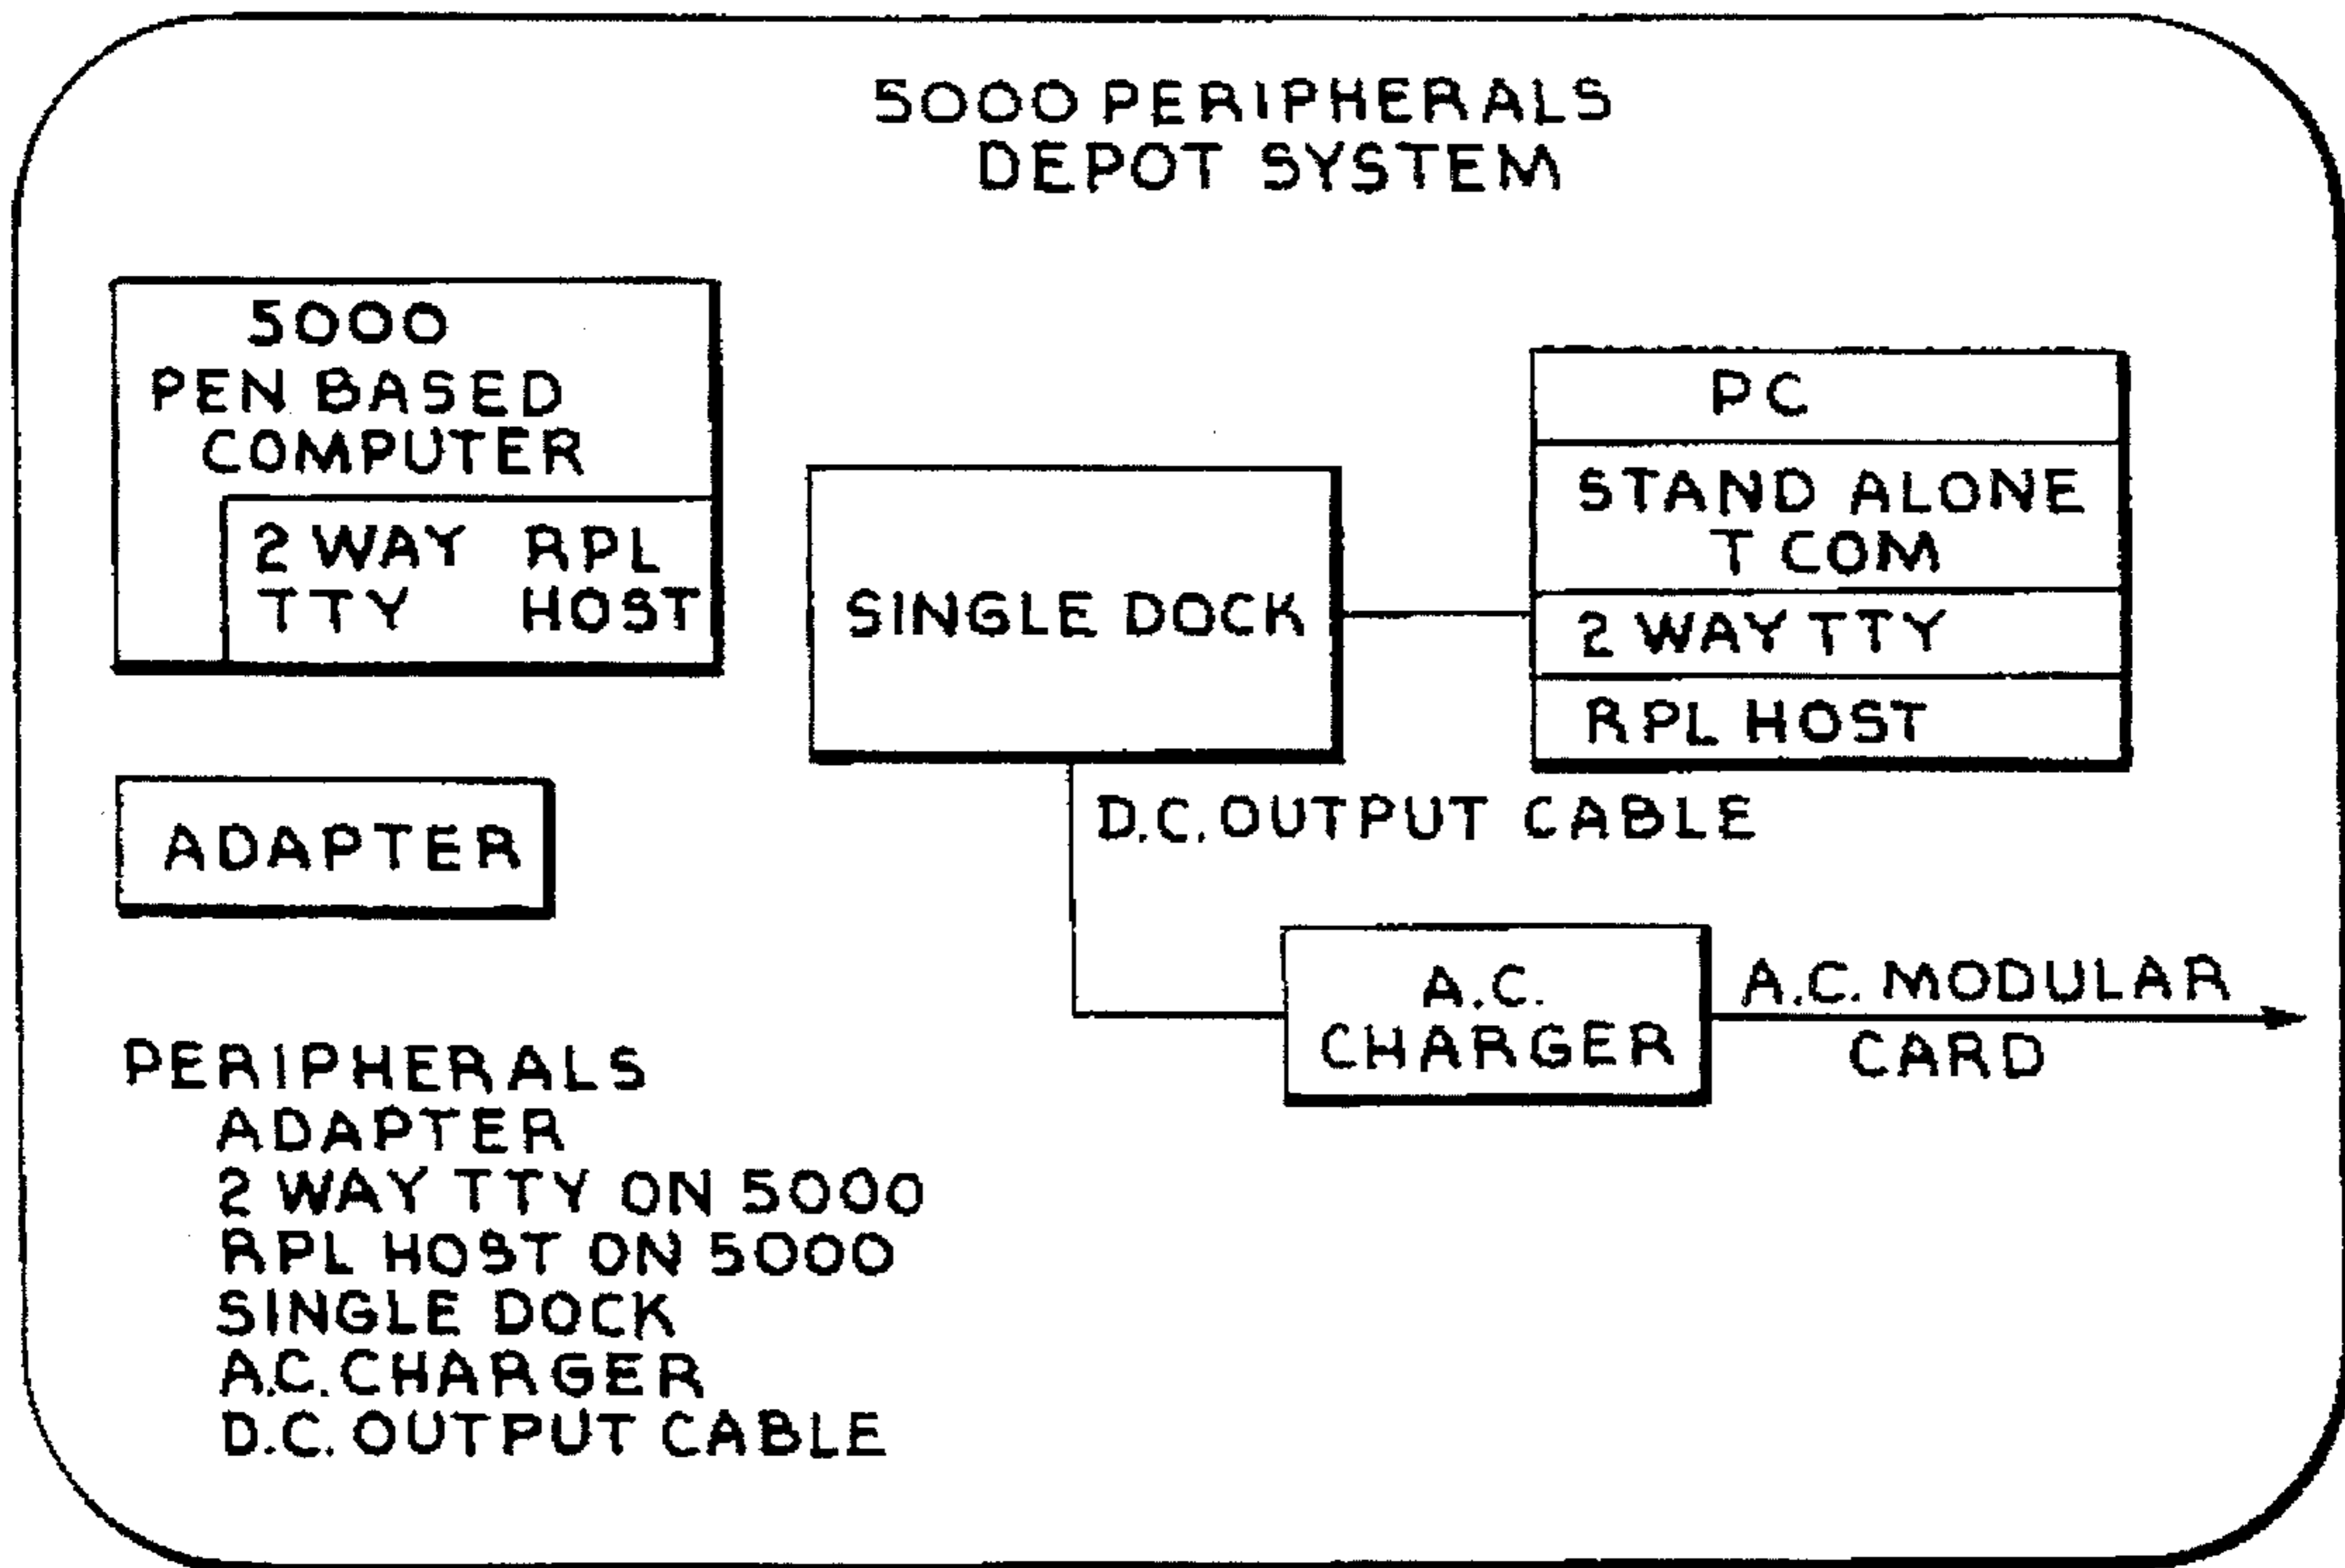 5000 PERIPHERALS
DEPOT SYSTEM
5000
PEN BASED
COMPUTER
2 WAY RPL
TTY HOST
SINGLE DOCK
PC
STAND ALONE
T COM
2 WAY TTY
RPL HOST
ADAPTER
D.C. OUTPUT CABLE
A.C.
CHARGER
A.C. MODULAR
CARD
PERIPHERALS
ADAPTER
2 WAY TTY ON 5000
RPL HOST ON 5000
SINGLE DOCK
A.C. CHARGER
D.C. OUTPUT CABLE